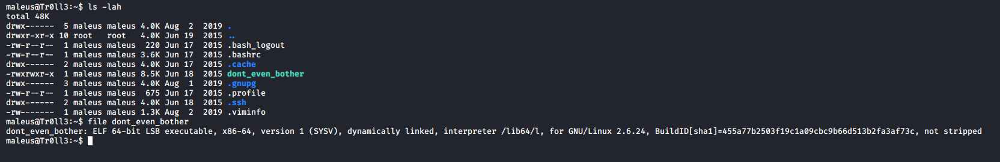 maleus@Tr0ll3:~$ ls -lah
total 48K
drwx------  5 maleus maleus 4.0K Aug  2  2019 .
drwxr-xr-x 10 root   root   4.0K Jun 19  2015 ..
-rw-r--r--  1 maleus maleus  220 Jun 17  2015 .bash_logout
-rw-r--r--  1 maleus maleus 3.6K Jun 17  2015 .bashrc
drwx------  2 maleus maleus 4.0K Jun 17  2015 .cache
-rwxrwxr-x  1 maleus maleus 8.5K Jun 18  2015 dont_even_bother
drwx------  3 maleus maleus 4.0K Aug  1  2019 .gnupg
-rw-r--r--  1 maleus maleus  675 Jun 17  2015 .profile
drwx------  2 maleus maleus 4.0K Jun 18  2015 .ssh
-rw-------  1 maleus maleus 1.3K Aug  2  2019 .viminfo
maleus@Tr0ll3:~$ file dont_even_bother
dont_even_bother: ELF 64-bit LSB executable, x86-64, version 1 (SYSV), dynamically linked, interpreter /lib64/l, for GNU/Linux 2.6.24, BuildID[sha1]=455a77b2503f19c1a09cbc9b66d513b2fa3af73c, not stripped
maleus@Tr0ll3:~$